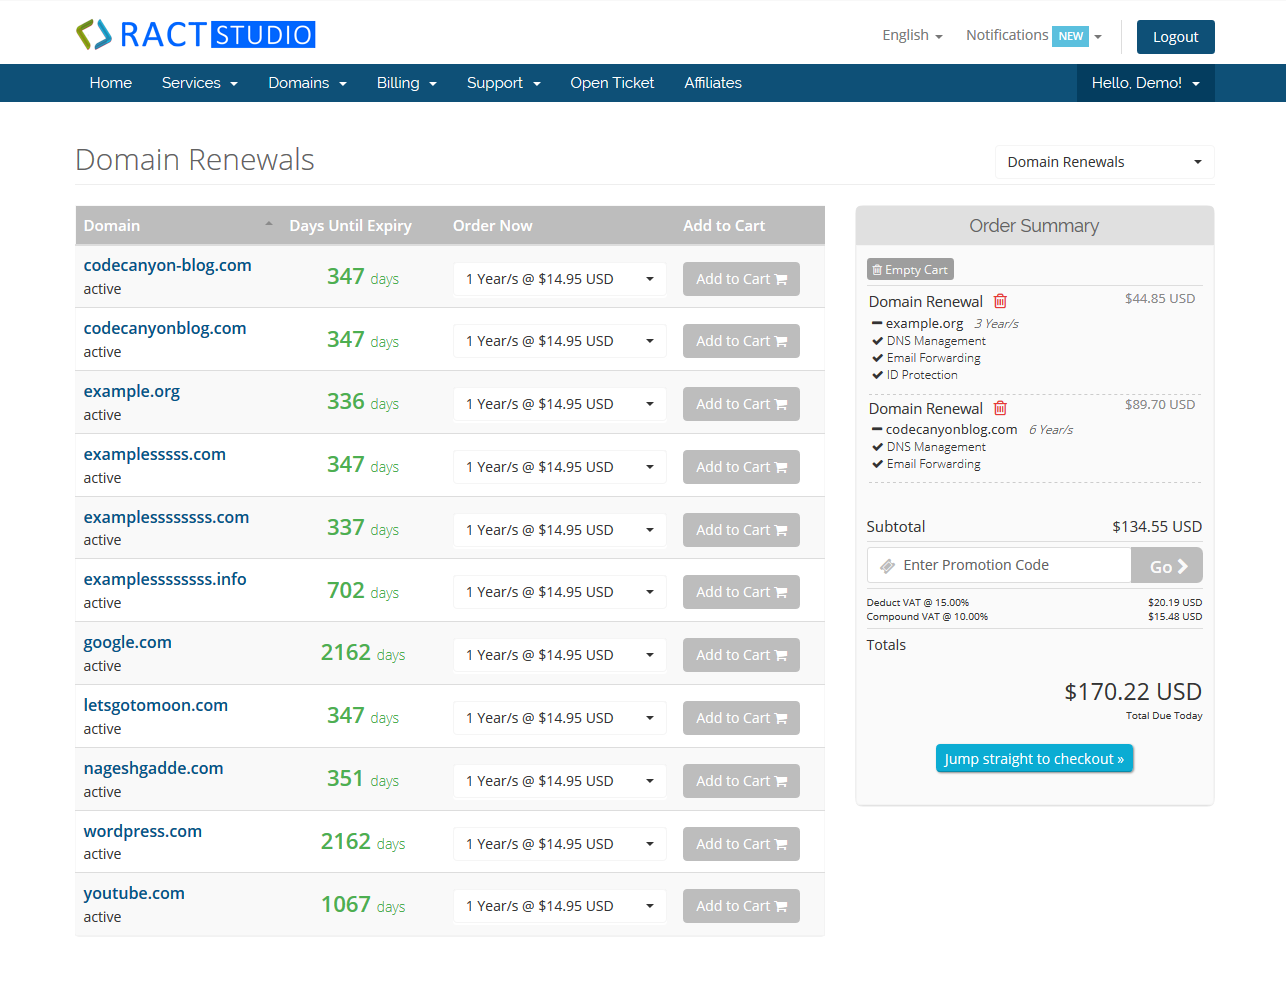 RACT STUDIO
English
Notifications NEW
Logout
Home Services Domains Billing Support Open Ticket Affiliates Hello, Demo!
Domain Renewals
Domain Renewals
Domain Days Until Expiry Order Now Add to Cart
codecanyon-blog.com
active
347 days
1 Year/s @ $14.95 USD
Add to Cart
codecanyonblog.com
active
347 days
1 Year/s @ $14.95 USD
Add to Cart
example.org
active
336 days
1 Year/s @ $14.95 USD
Add to Cart
examplesssss.com
active
347 days
1 Year/s @ $14.95 USD
Add to Cart
examplessssssss.com
active
337 days
1 Year/s @ $14.95 USD
Add to Cart
examplessssssss.info
active
702 days
1 Year/s @ $14.95 USD
Add to Cart
google.com
active
2162 days
1 Year/s @ $14.95 USD
Add to Cart
letsgotomoon.com
active
347 days
1 Year/s @ $14.95 USD
Add to Cart
nageshgadde.com
active
351 days
1 Year/s @ $14.95 USD
Add to Cart
wordpress.com
active
2162 days
1 Year/s @ $14.95 USD
Add to Cart
youtube.com
active
1067 days
1 Year/s @ $14.95 USD
Add to Cart
Order Summary
Empty Cart
Domain Renewal $44.85 USD
example.org 3 Year/s
DNS Management
Email Forwarding
ID Protection
Domain Renewal $89.70 USD
codecanyonblog.com 6 Year/s
DNS Management
Email Forwarding
Subtotal $134.55 USD
Enter Promotion Code Go
Deduct VAT @ 15.00% $20.19 USD
Compound VAT @ 10.00% $15.48 USD
Totals
$170.22 USD
Total Due Today
Jump straight to checkout »